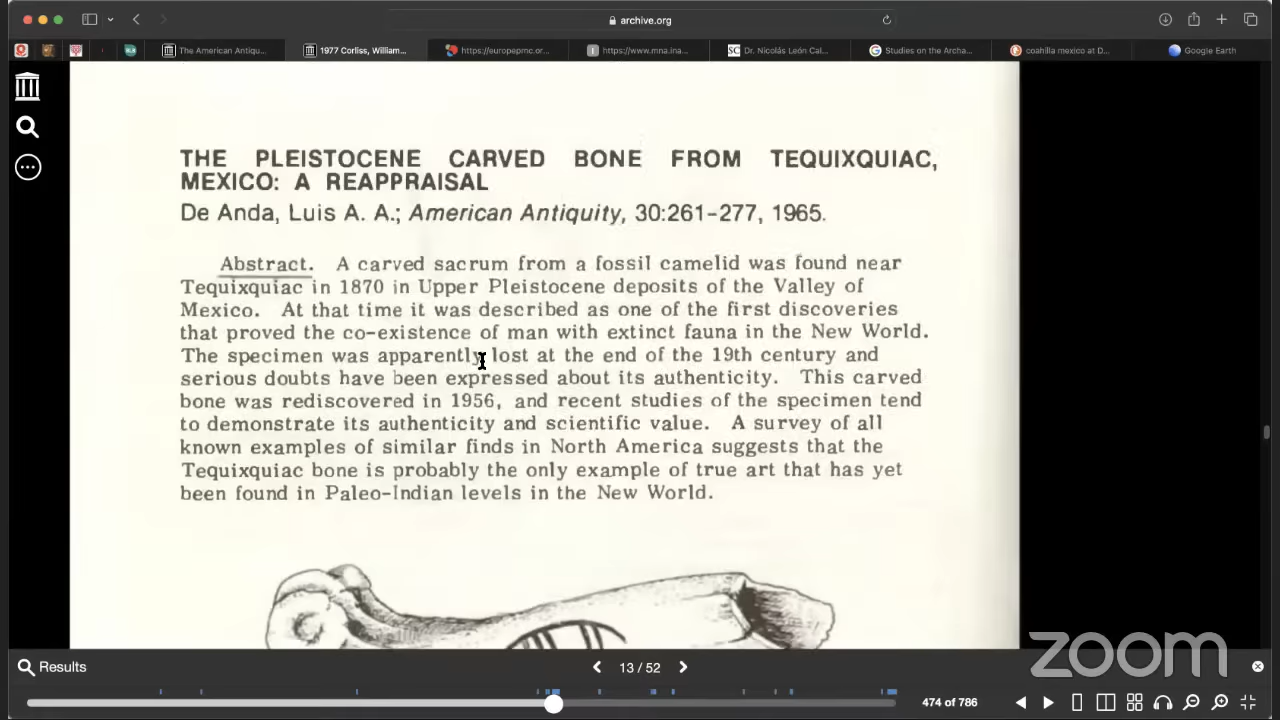 archive.org
The American Antiqu...
1977 Corliss, William...
https://europepmc.or...
https://www.mna.ina...
SC Dr. Nicolás León Cal...
Studies on the Archa...
coahilla mexico at D...
Google Earth
THE PLEISTOCENE CARVED BONE FROM TEQUIXQUIAC,
MEXICO: A REAPPRAISAL
De Anda, Luis A. A.; American Antiquity, 30:261-277, 1965.
Abstract. A carved sacrum from a fossil camelid was found near
Tequixquiac in 1870 in Upper Pleistocene deposits of the Valley of
Mexico. At that time it was described as one of the first discoveries
that proved the co-existence of man with extinct fauna in the New World.
The specimen was apparently lost at the end of the 19th century and
serious doubts have been expressed about its authenticity. This carved
bone was rediscovered in 1956, and recent studies of the specimen tend
to demonstrate its authenticity and scientific value. A survey of all
known examples of similar finds in North America suggests that the
Tequixquiac bone is probably the only example of true art that has yet
been found in Paleo-Indian levels in the New World.
zoom
Results
13 / 52
474 of 786